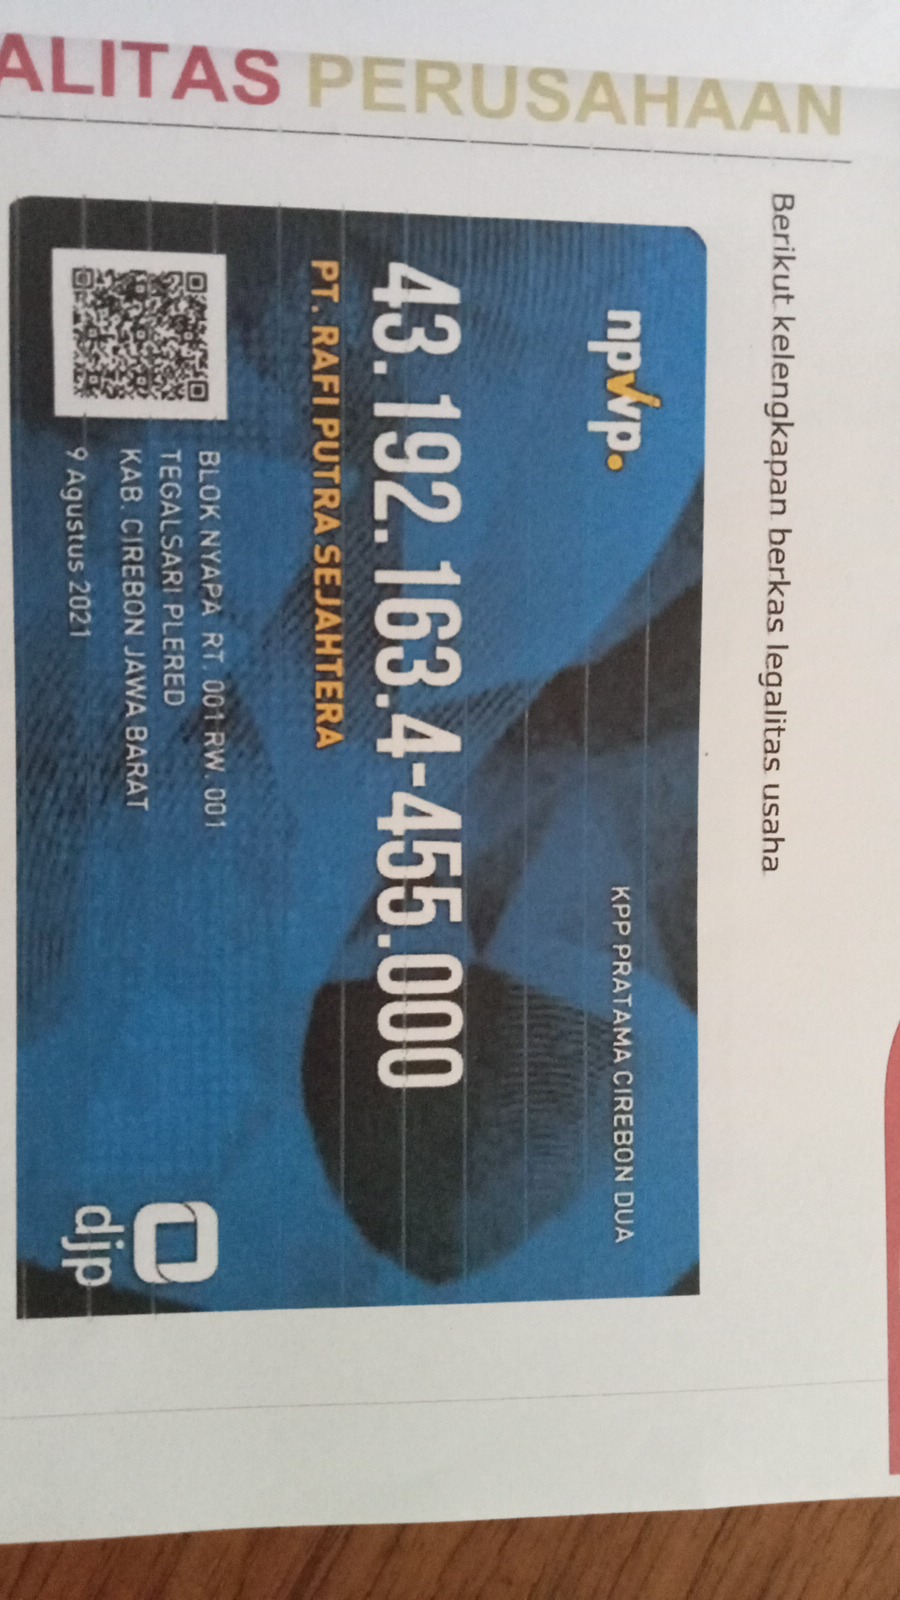 ALITAS PERUSAHAAN
Berikut kelengkapan berkas legalitas usaha
npwp.
KPP PRATAMA CIREBON DUA
43.192.163.4-455.000
PT. RAFI PUTRA SEJAHTERA
BLOK NYAPA RT. 001 RW. 001
TEGALSARI PLERED
KAB. CIREBON JAWA BARAT
9 Agustus 2021
djp